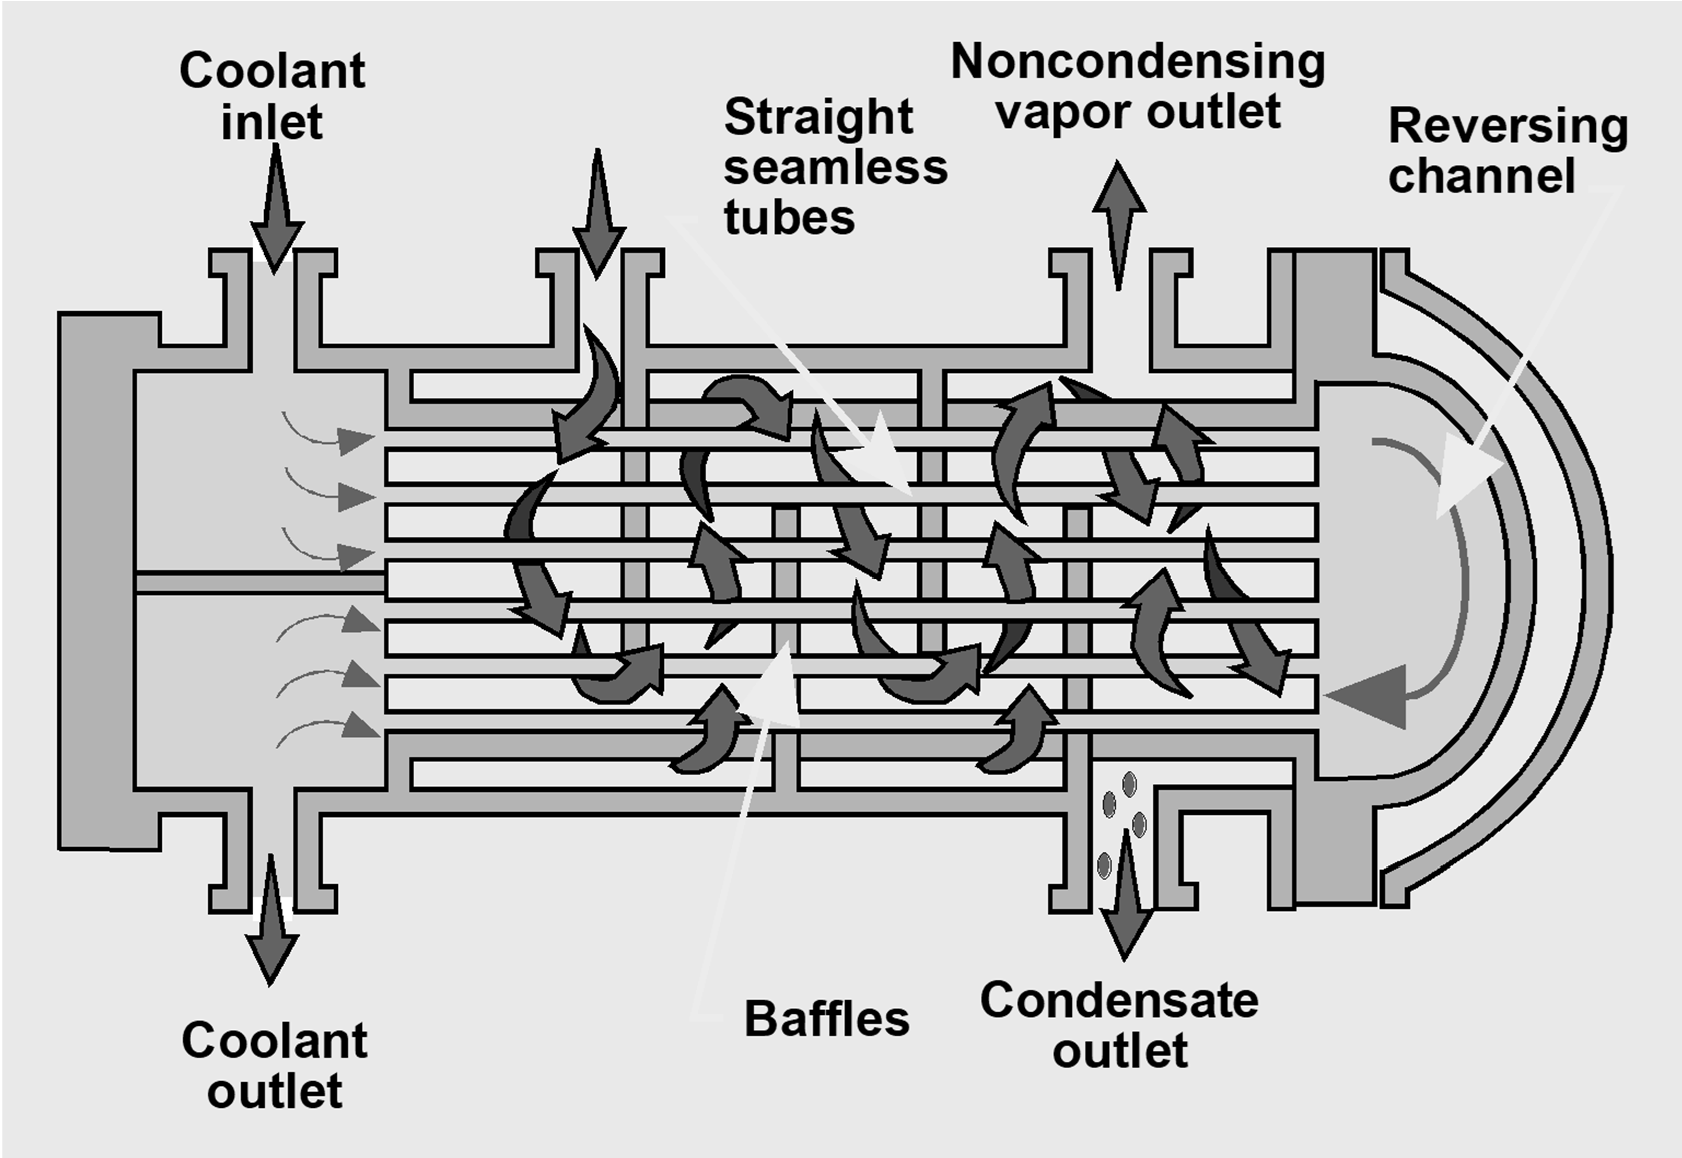 Coolant
inlet
Straight
seamless
tubes
Noncondensing
vapor outlet
Reversing
channel
Coolant
outlet
Baffles
Condensate
outlet